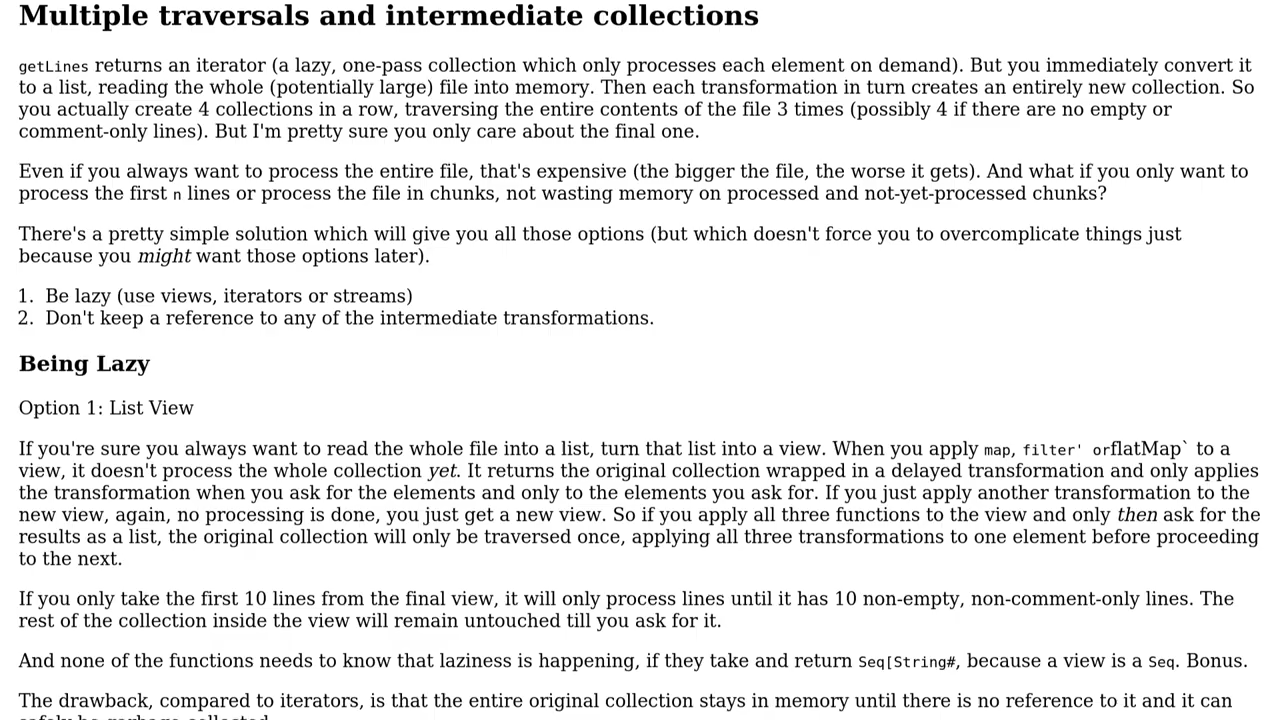 Multiple traversals and intermediate collections
getLines returns an iterator (a lazy, one-pass collection which only processes each element on demand). But you immediately convert it
to a list, reading the whole (potentially large) file into memory. Then each transformation in turn creates an entirely new collection. So
you actually create 4 collections in a row, traversing the entire contents of the file 3 times (possibly 4 if there are no empty or
comment-only lines). But I'm pretty sure you only care about the final one.
Even if you always want to process the entire file, that's expensive (the bigger the file, the worse it gets). And what if you only want to
process the first n lines or process the file in chunks, not wasting memory on processed and not-yet-processed chunks?
There's a pretty simple solution which will give you all those options (but which doesn't force you to overcomplicate things just
because you might want those options later).
1. Be lazy (use views, iterators or streams)
2. Don't keep a reference to any of the intermediate transformations.
Being Lazy
Option 1: List View
If you're sure you always want to read the whole file into a list, turn that list into a view. When you apply map, filter' orflatMap` to a
view, it doesn't process the whole collection yet. It returns the original collection wrapped in a delayed transformation and only applies
the transformation when you ask for the elements and only to the elements you ask for. If you just apply another transformation to the
new view, again, no processing is done, you just get a new view. So if you apply all three functions to the view and only then ask for the
results as a list, the original collection will only be traversed once, applying all three transformations to one element before proceeding
to the next.
If you only take the first 10 lines from the final view, it will only process lines until it has 10 non-empty, non-comment-only lines. The
rest of the collection inside the view will remain untouched till you ask for it.
And none of the functions needs to know that laziness is happening, if they take and return Seq[String#, because a view is a Seq. Bonus.
The drawback, compared to iterators, is that the entire original collection stays in memory until there is no reference to it and it can